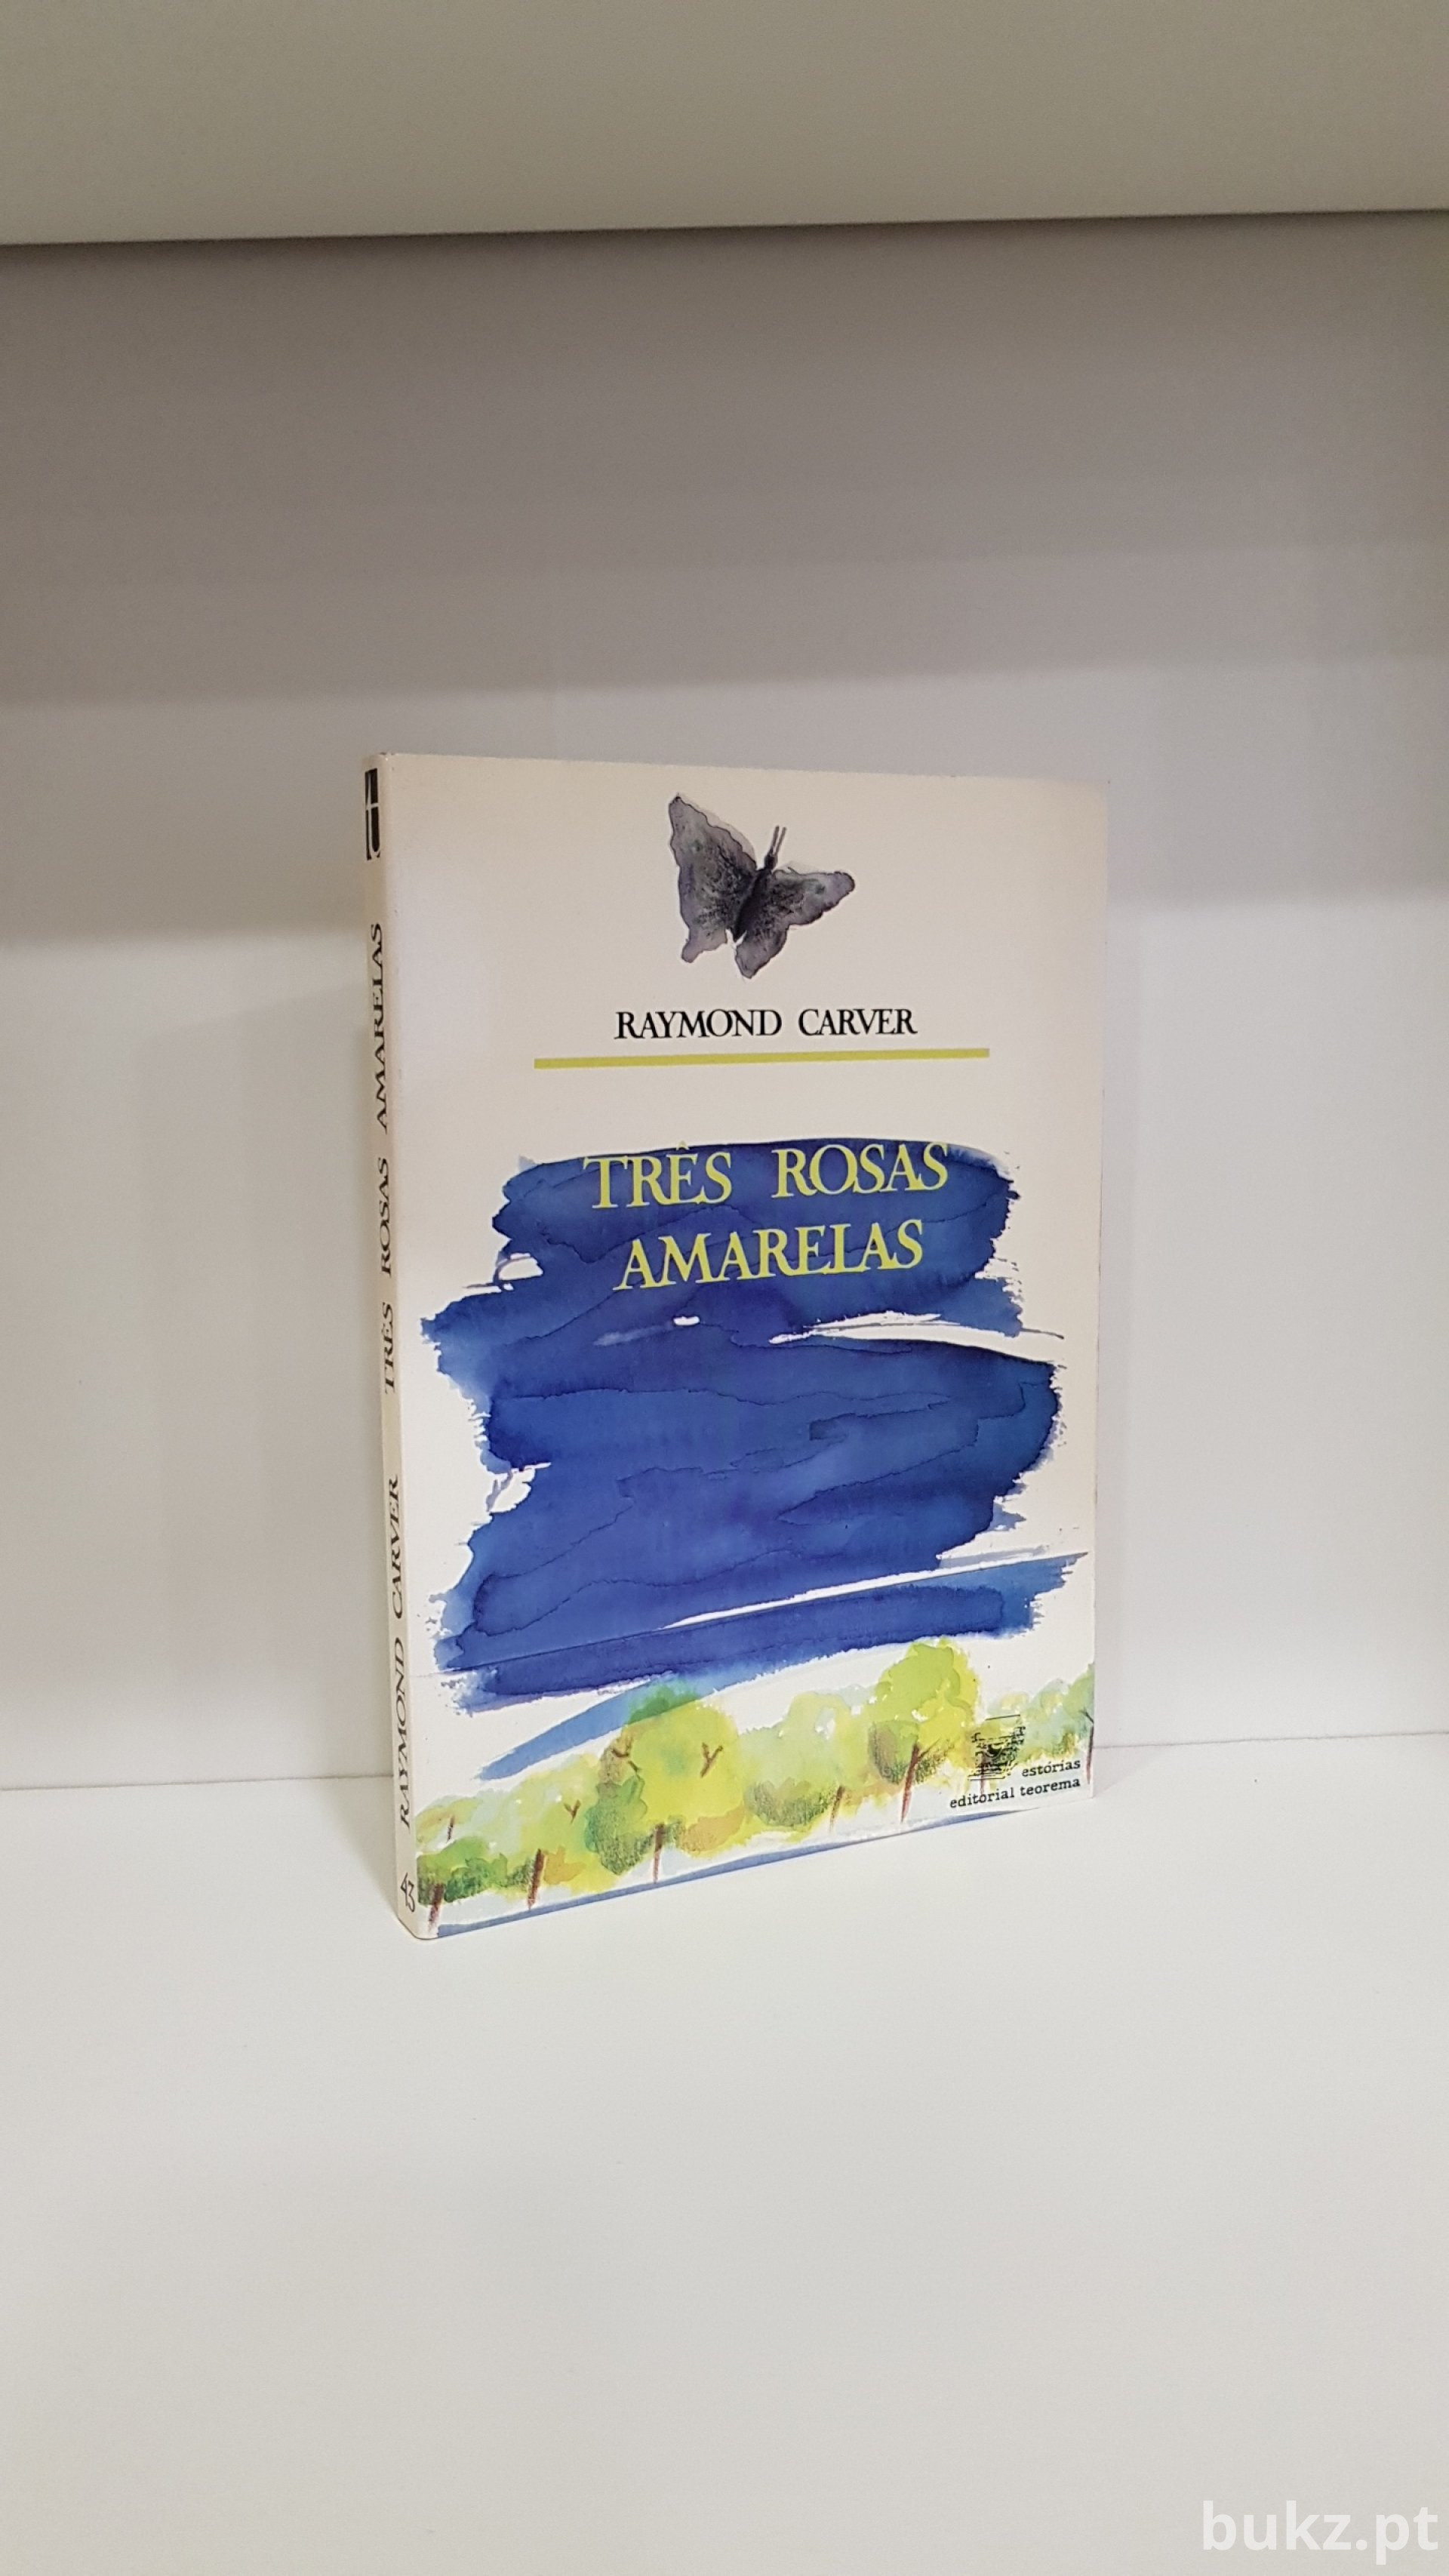 RAYMOND CARVER
TRÊS ROSAS
AMARELAS
estórias
editorial teorema
RAYMOND CARVER TRÊS ROSAS AMARELAS
43
bukz.pt